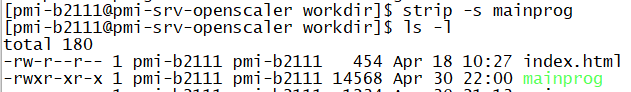 [pmi-b2111@pmi-srv-openscaler workdir]$ strip -s mainprog
[pmi-b2111@pmi-srv-openscaler workdir]$ ls -l
total 180
-rw-r--r-- 1 pmi-b2111 pmi-b2111 454 Apr 18 10:27 index.html
-rwxr-xr-x 1 pmi-b2111 pmi-b2111 14568 Apr 30 22:00 mainprog